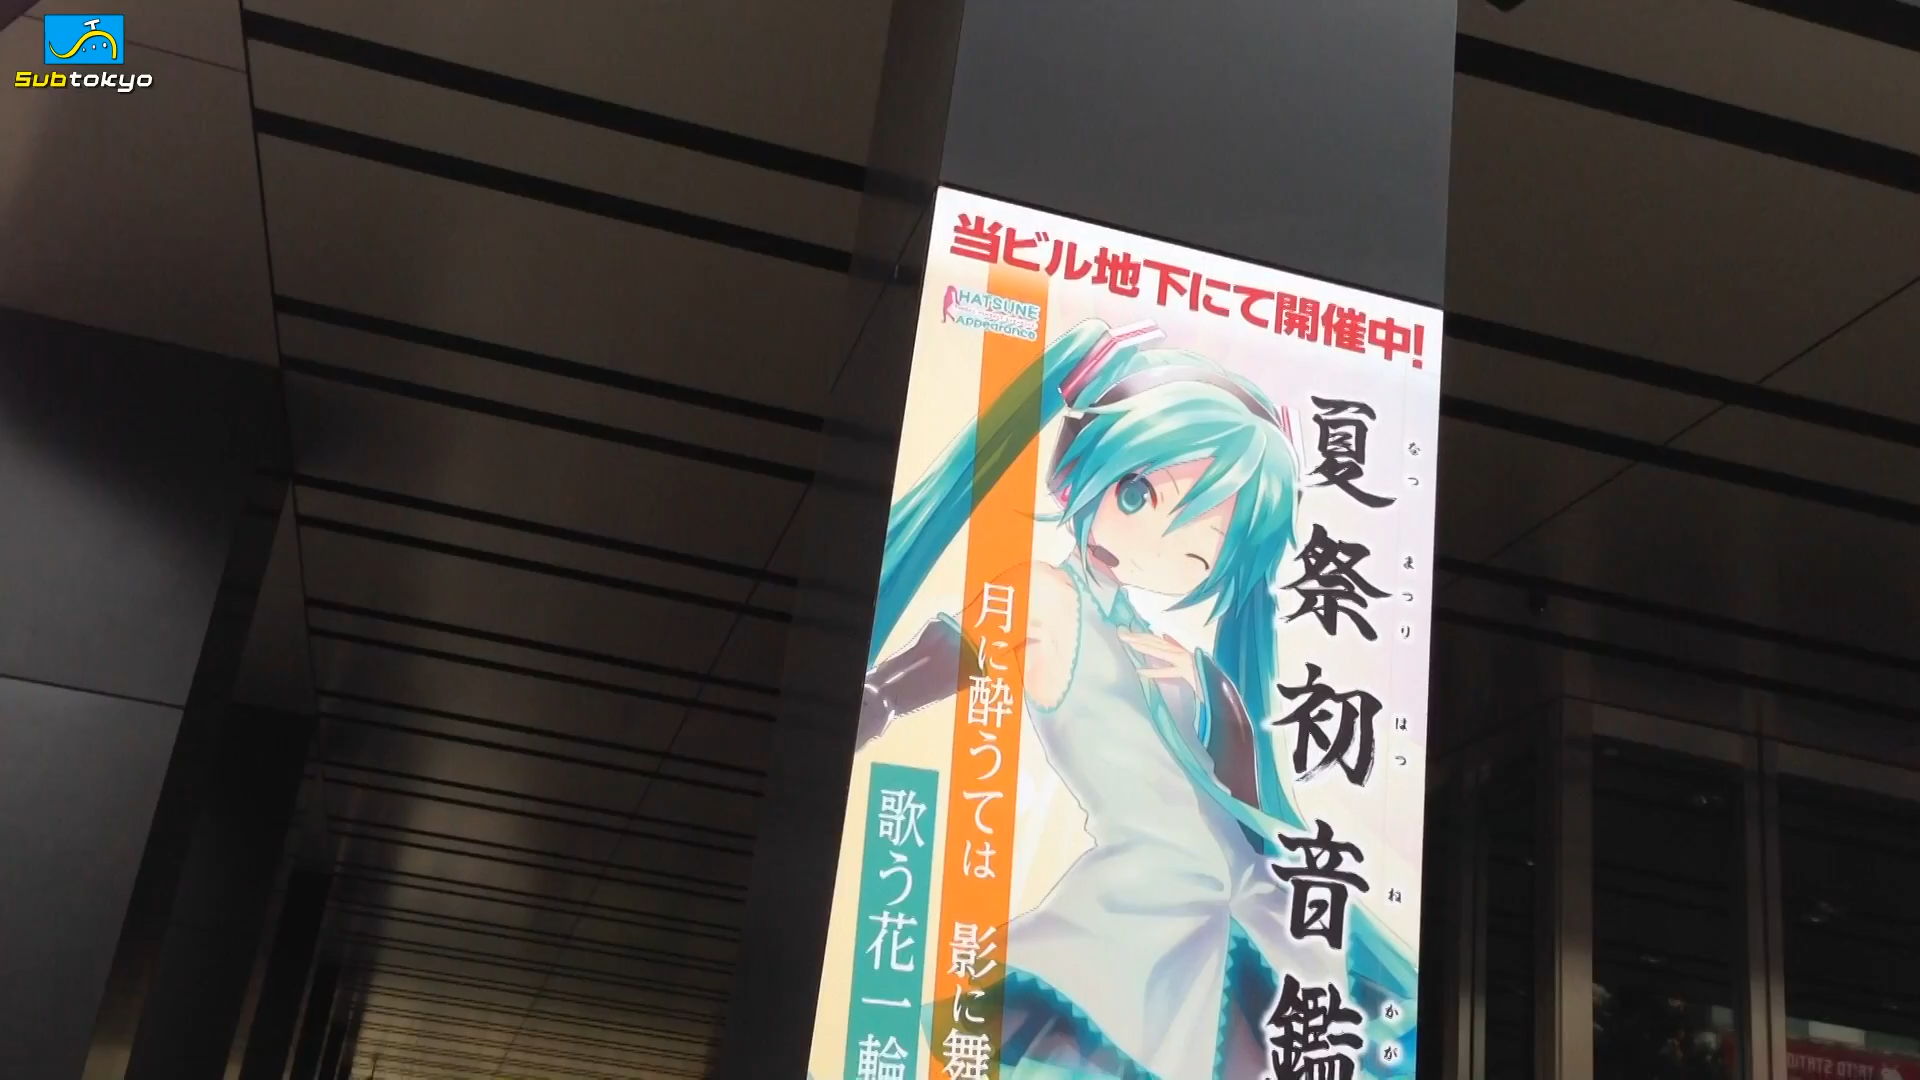 Subtokyo
当ビル地下にて開催中!
HATSUNE
Appearance
夏祭初音鑑
なつ まつり はつ ね かが
月に酔うては 影に舞
歌う花一輪